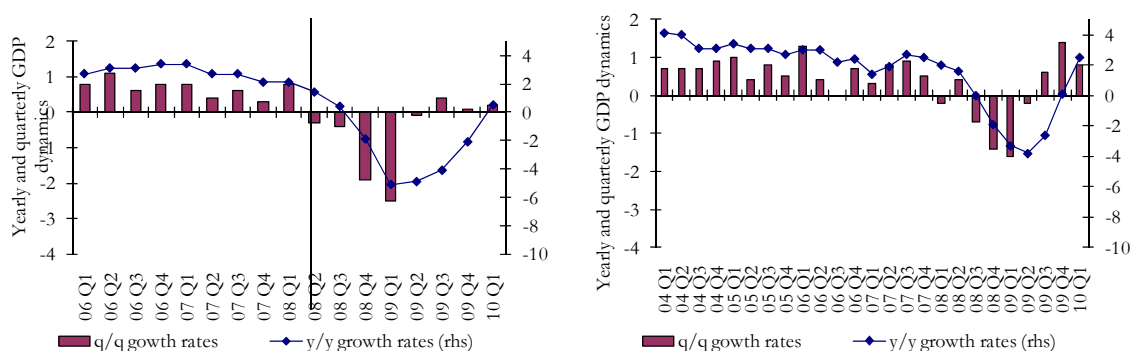 Yearly and quarterly GDP
dynamics
2
1
0
-1
-2
-3
-4
4
2
0
-2
-4
-6
-8
-10
06 Q1
06 Q2
06 Q3
06 Q4
07 Q1
07 Q2
07 Q3
07 Q4
08 Q1
08 Q2
08 Q3
08 Q4
09 Q1
09 Q2
09 Q3
09 Q4
10 Q1
q/q gowth rates
y/y growth rates (rhs)
Yearly and quarterly GDP dynamics
2
1
0
-1
-2
-3
-4
4
2
0
-2
-4
-6
-8
-10
04 Q1
04 Q2
04 Q3
04 Q4
05 Q1
05 Q2
05 Q3
05 Q4
06 Q1
06 Q2
06 Q3
06 Q4
07 Q1
07 Q2
07 Q3
07 Q4
08 Q1
08 Q2
08 Q3
08 Q4
09 Q1
09 Q2
09 Q3
09 Q4
10 Q1
q/q gowth rates
y/y growth rates (rhs)